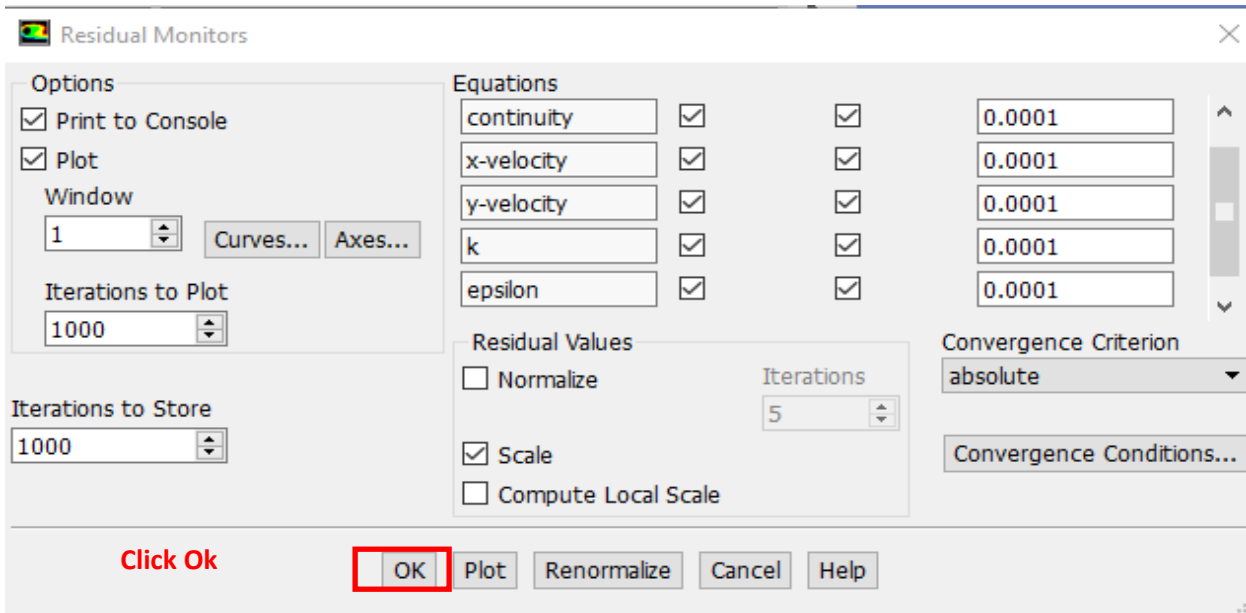 Residual Monitors
Options
Print to Console
Plot
Window
1
Curves...
Axes...
Iterations to Plot
1000
Iterations to Store
1000
Equations
continuity 0.0001
x-velocity 0.0001
y-velocity 0.0001
k 0.0001
epsilon 0.0001
Residual Values
Normalize
Iterations
5
Scale
Compute Local Scale
Convergence Criterion
absolute
Convergence Conditions...
Click Ok
OK Plot Renormalize Cancel Help